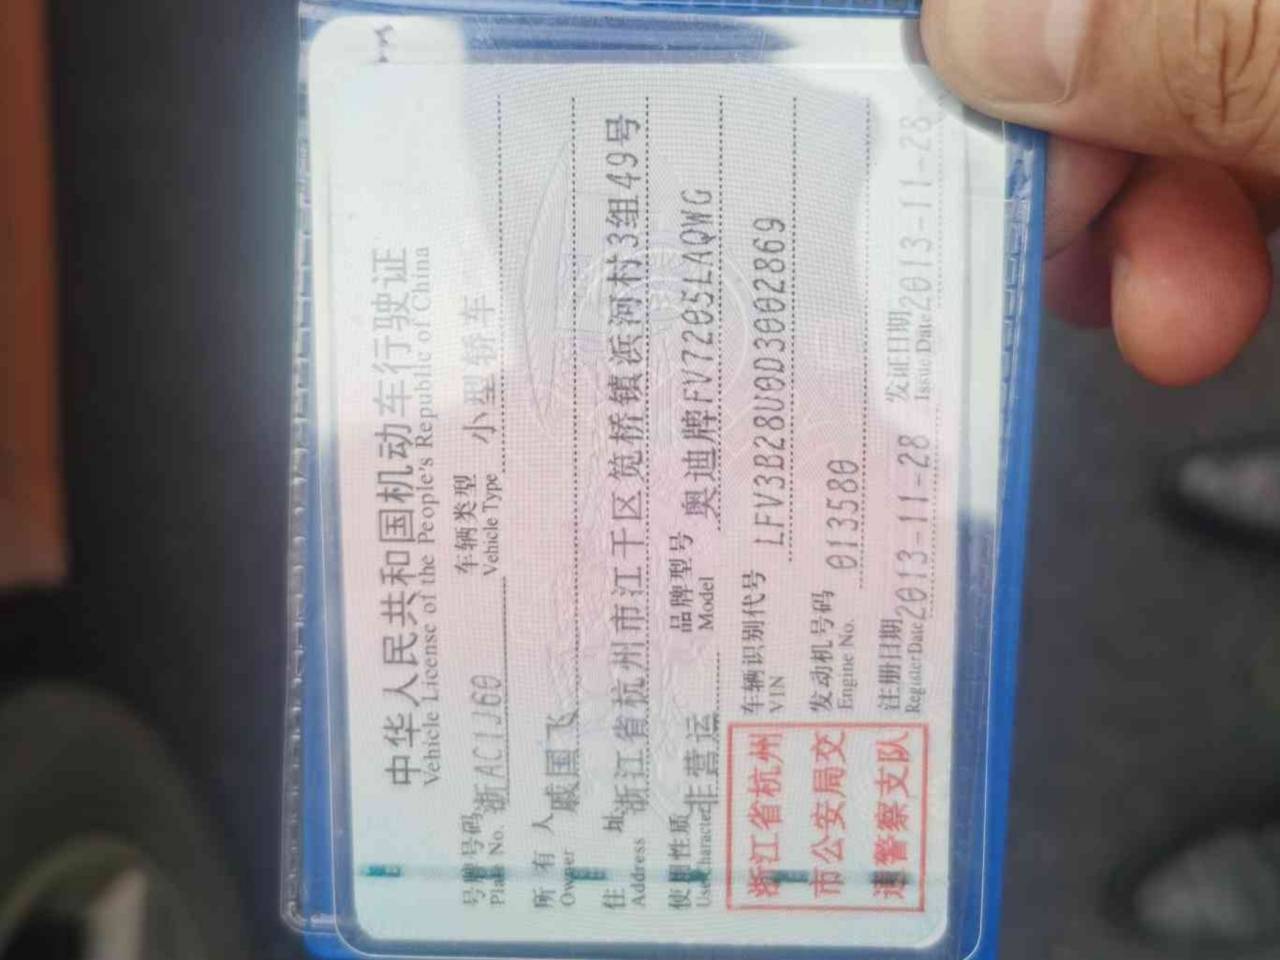 中华人民共和国机动车行驶证
Vehicle License of the People's Republic of China
号牌号码 浙AC1J60 车辆类型 小型轿车
Plate No. Vehicle Type
所有人 戚国飞
Owner
住址 浙江省杭州市江干区笕桥镇浜河村3组49号
Address
使用性质 非营运 品牌型号 奥迪牌FV7205LAQWG
Use Character Model
车辆识别代号 LFV3B28U0D3002869
VIN
发动机号码 013580
Engine No.
注册日期 2013-11-28 发证日期 2013-11-28
Register Date Issue Date
浙江省杭州
市公安局交
通警察支队